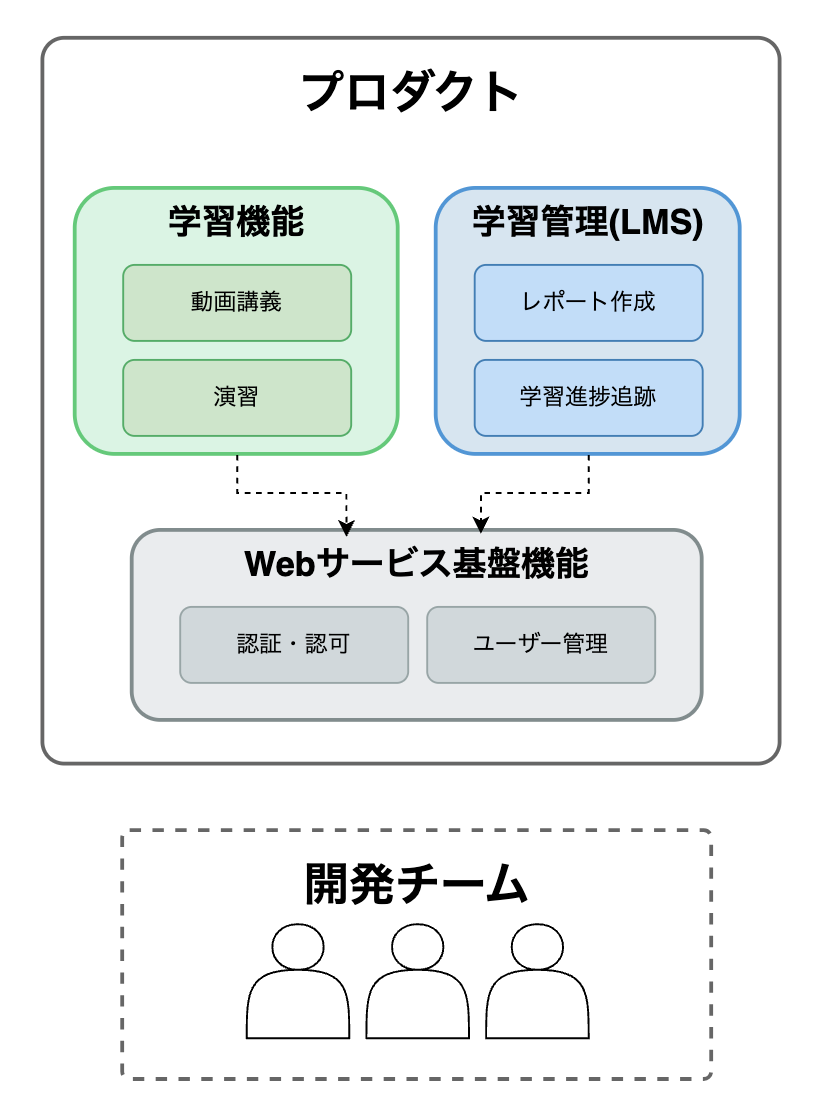 プロダクト
学習機能
動画講義
演習
学習管理(LMS)
レポート作成
学習進捗追跡
Webサービス基盤機能
認証・認可
ユーザー管理
開発チーム